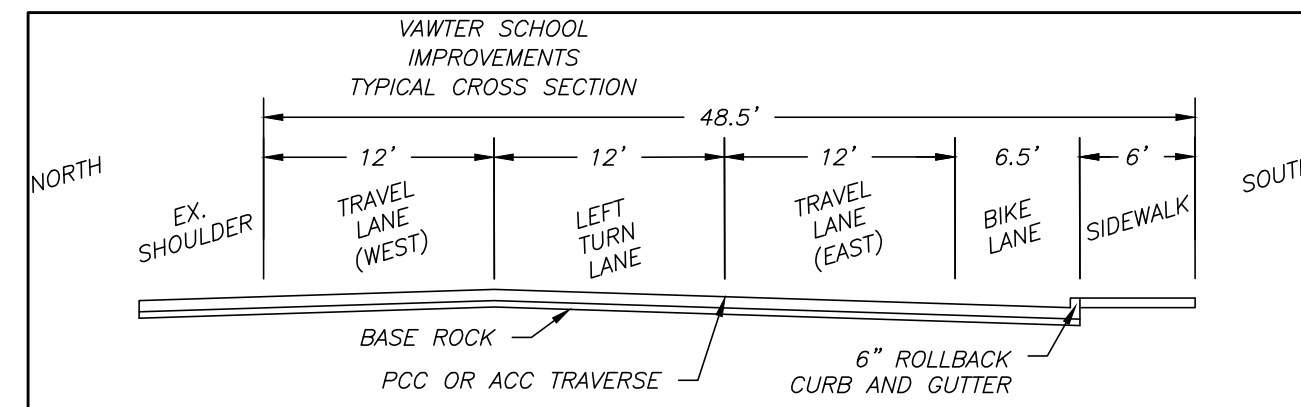 VAWTER SCHOOL
IMPROVEMENTS
TYPICAL CROSS SECTION
48.5'
12'
12'
12'
6.5'
6'
NORTH
EX.
SHOULDER
TRAVEL
LANE
(WEST)
LEFT
TURN
LANE
TRAVEL
LANE
(EAST)
BIKE
LANE
SIDEWALK
SOUTH
BASE ROCK
PCC OR ACC TRAVERSE
6" ROLLBACK
CURB AND GUTTER